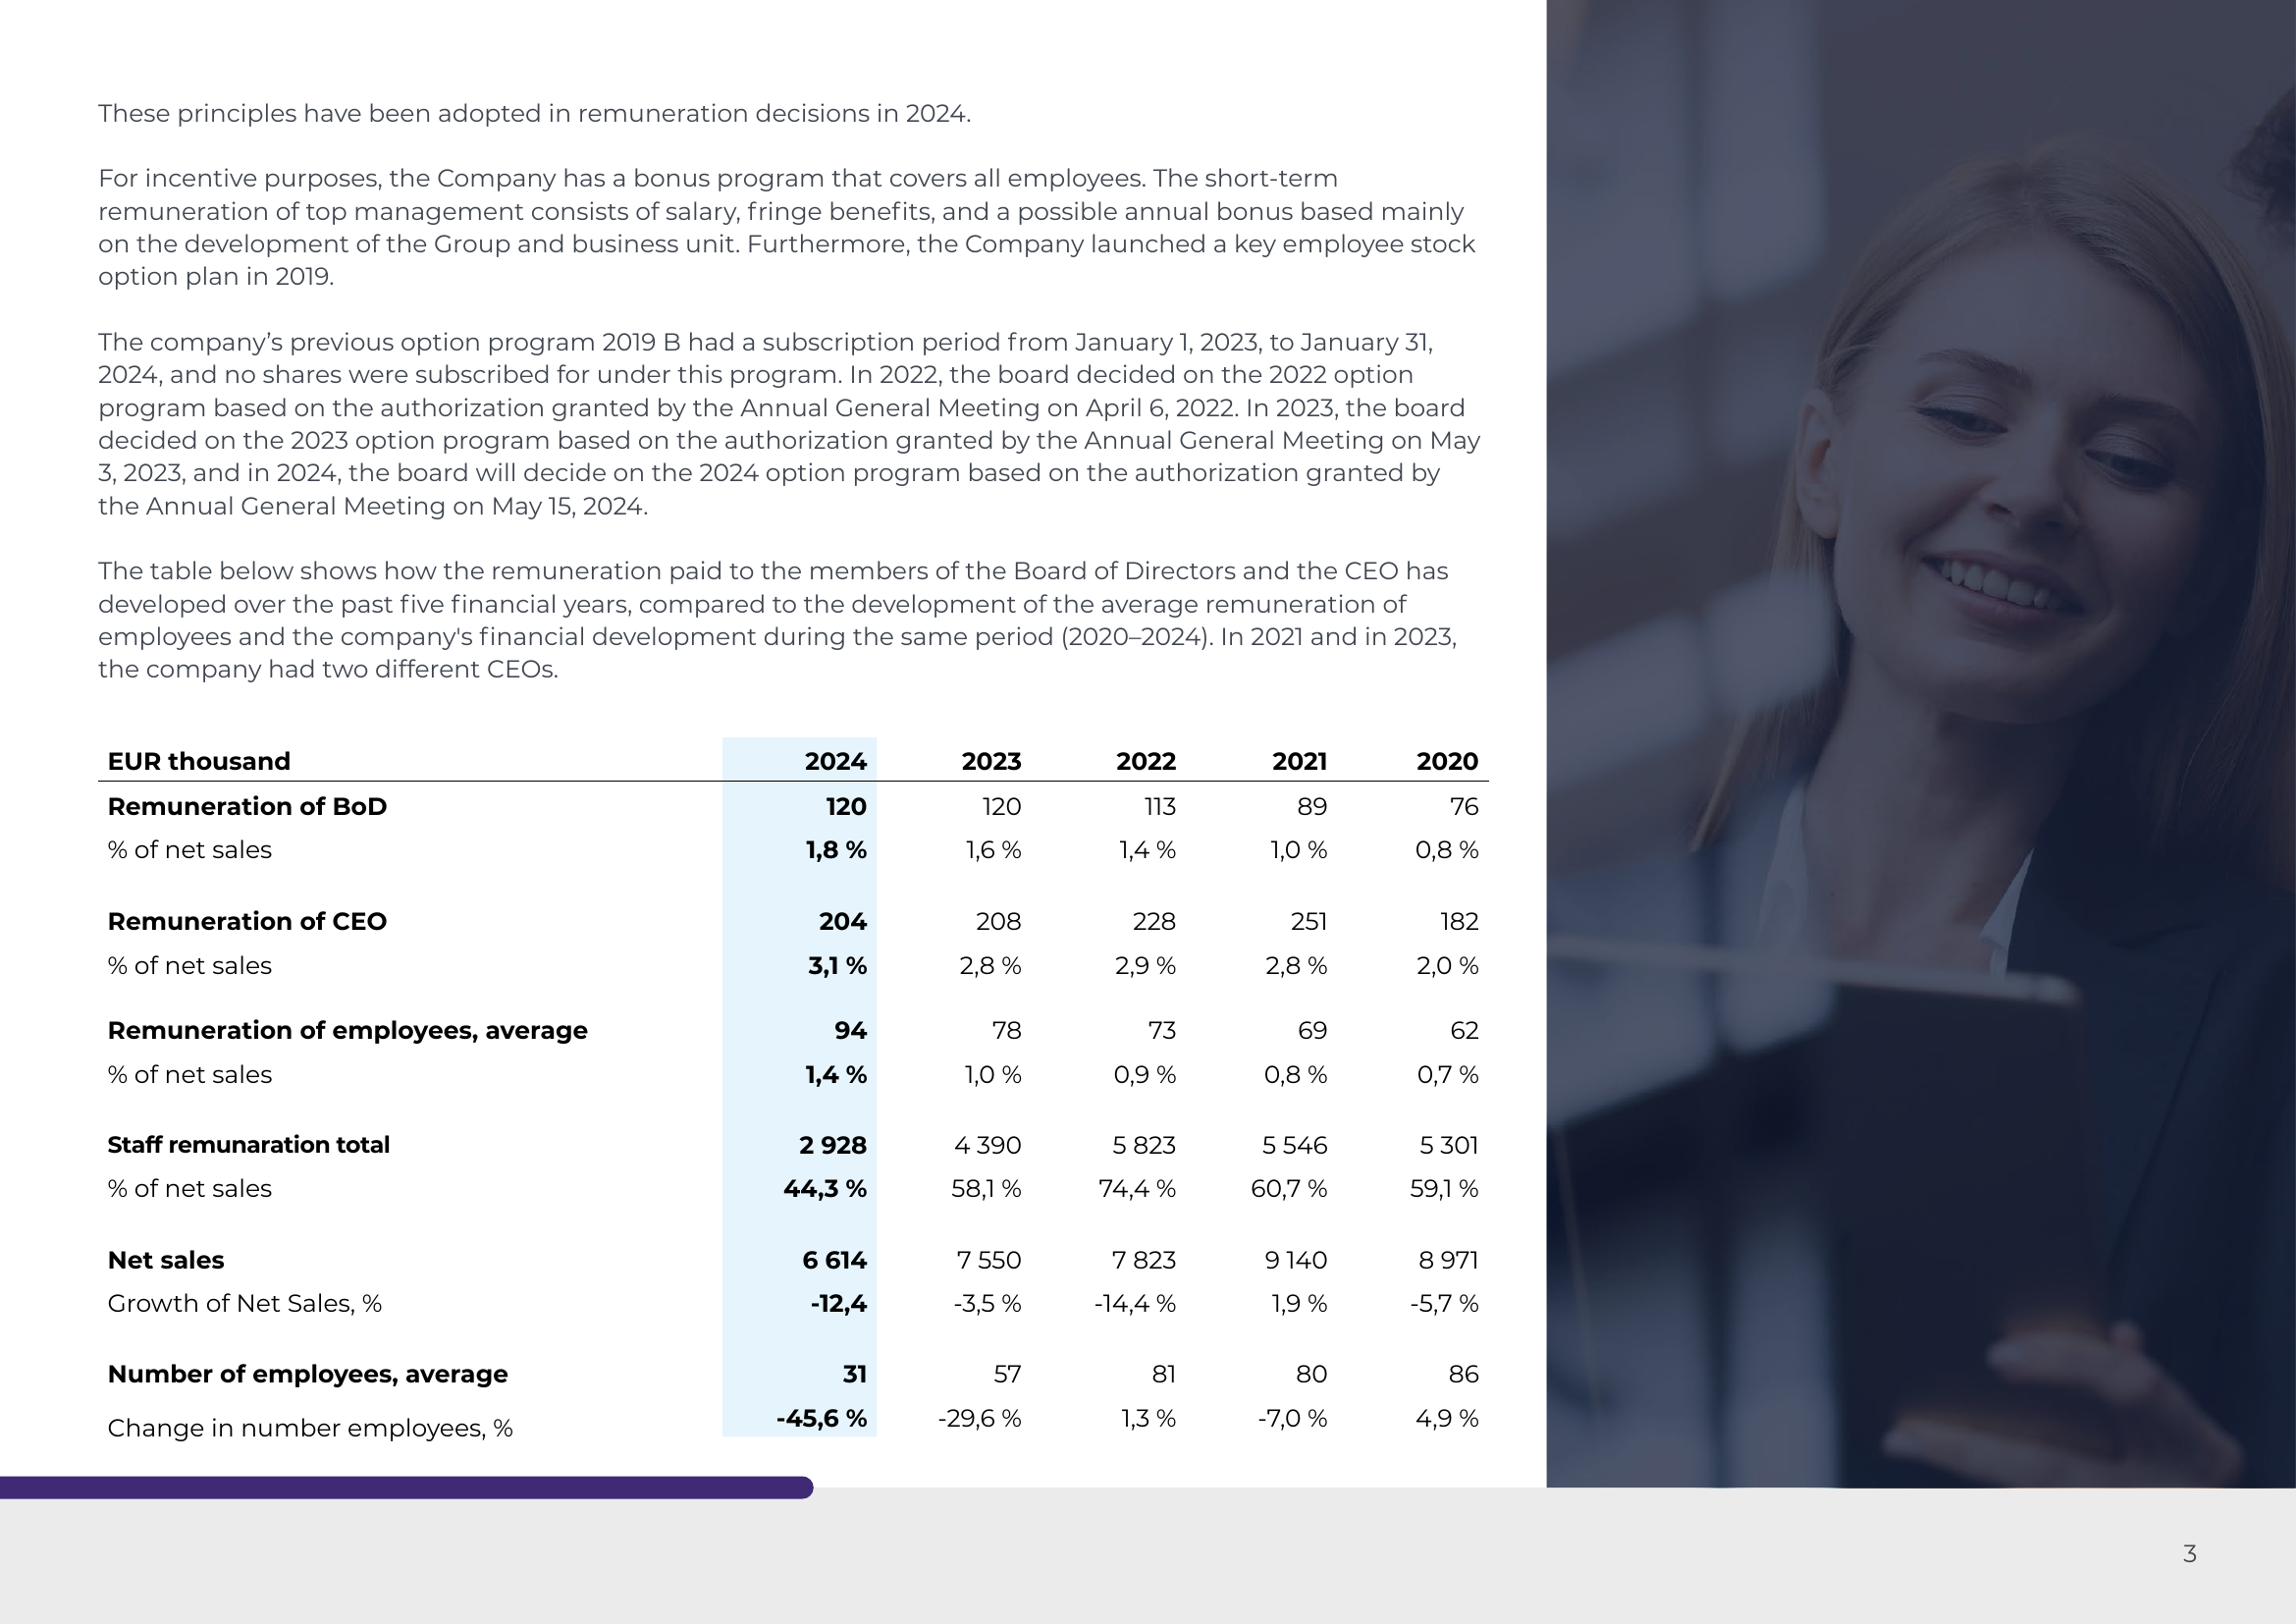 These principles have been adopted in remuneration decisions in 2024.
For incentive purposes, the Company has a bonus program that covers all employees. The short-term
remuneration of top management consists of salary, fringe benefits, and a possible annual bonus based mainly
on the development of the Group and business unit. Furthermore, the Company launched a key employee stock
option plan in 2019.
The company’s previous option program 2019 B had a subscription period from January 1, 2023, to January 31,
2024, and no shares were subscribed for under this program. In 2022, the board decided on the 2022 option
program based on the authorization granted by the Annual General Meeting on April 6, 2022. In 2023, the board
decided on the 2023 option program based on the authorization granted by the Annual General Meeting on May
3, 2023, and in 2024, the board will decide on the 2024 option program based on the authorization granted by
the Annual General Meeting on May 15, 2024.
The table below shows how the remuneration paid to the members of the Board of Directors and the CEO has
developed over the past five financial years, compared to the development of the average remuneration of
employees and the company's financial development during the same period (2020–2024). In 2021 and in 2023,
the company had two different CEOs.
EUR thousand 2024 2023 2022 2021 2020
Remuneration of BoD 120 120 113 89 76
% of net sales 1,8 % 1,6 % 1,4 % 1,0 % 0,8 %
Remuneration of CEO 204 208 228 251 182
% of net sales 3,1 % 2,8 % 2,9 % 2,8 % 2,0 %
Remuneration of employees, average 94 78 73 69 62
% of net sales 1,4 % 1,0 % 0,9 % 0,8 % 0,7 %
Staff remunaration total 2 928 4 390 5 823 5 546 5 301
% of net sales 44,3 % 58,1 % 74,4 % 60,7 % 59,1 %
Net sales 6 614 7 550 7 823 9 140 8 971
Growth of Net Sales, % -12,4 -3,5 % -14,4 % 1,9 % -5,7 %
Number of employees, average 31 57 81 80 86
Change in number employees, % -45,6 % -29,6 % 1,3 % -7,0 % 4,9 %
3